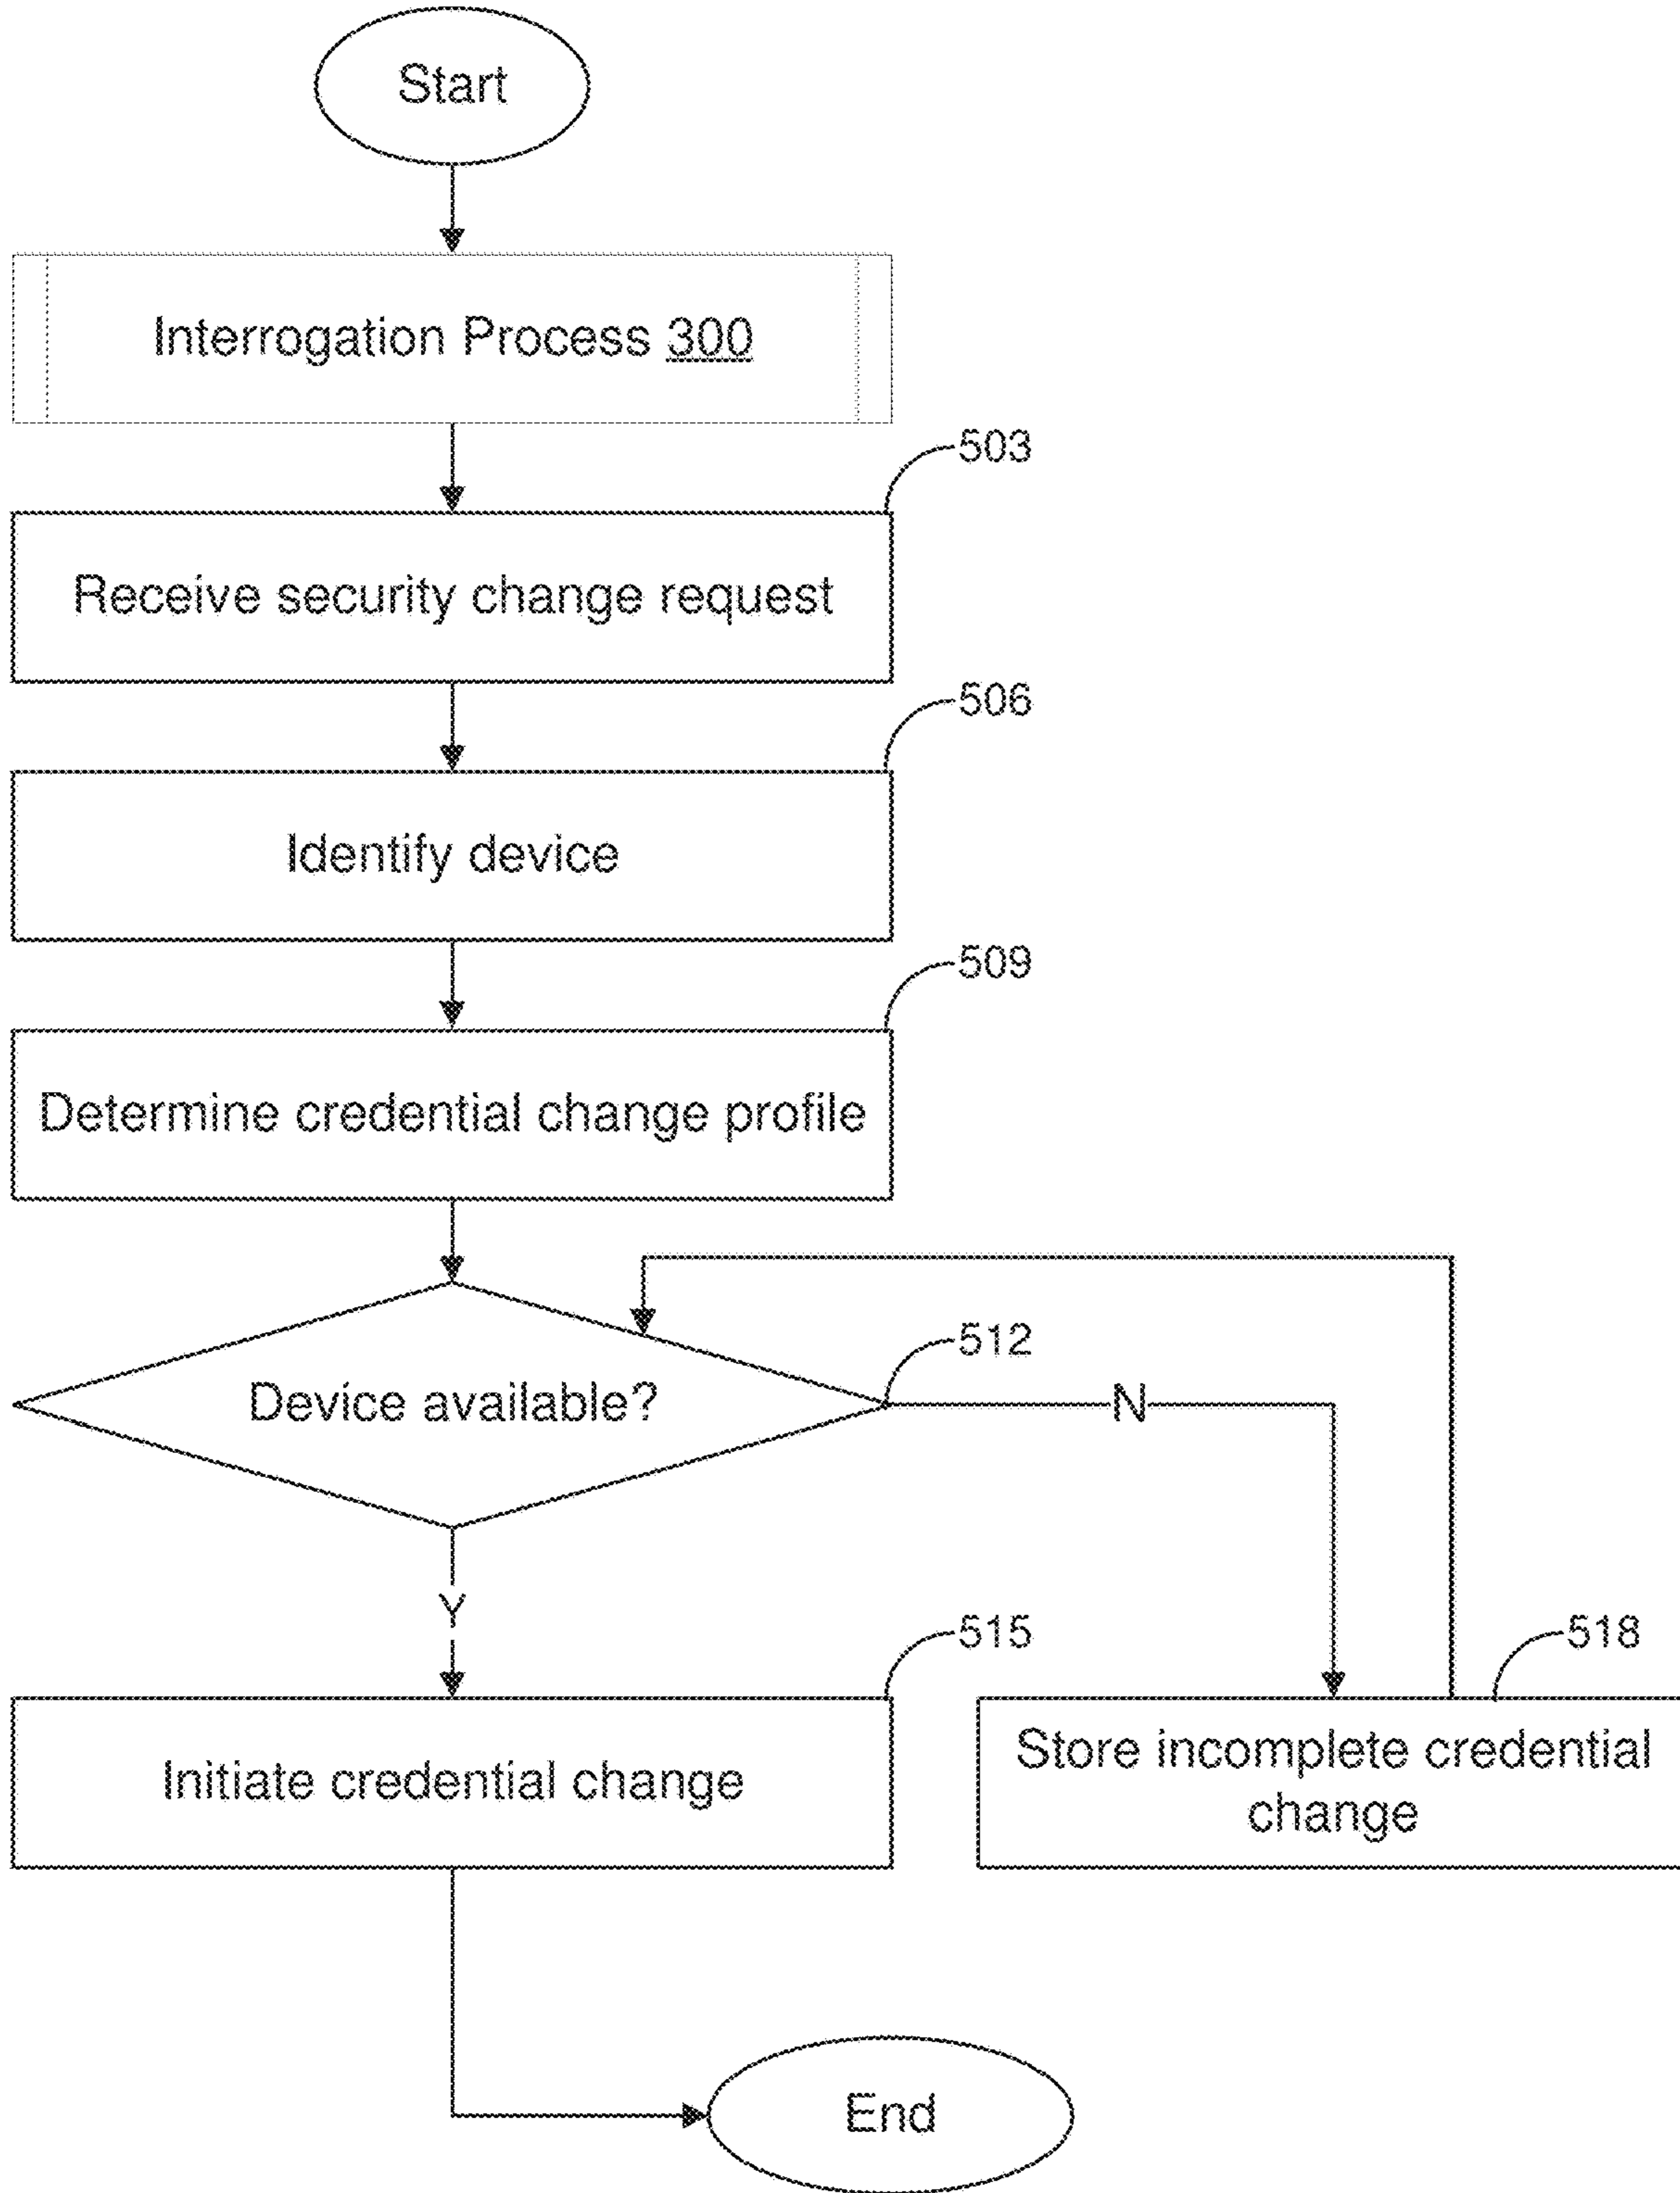 Start
Interrogation Process 300
503
Receive security change request
506
Identify device
509
Determine credential change profile
512
Device available?
N
Y
515
Initiate credential change
518
Store incomplete credential
change
End